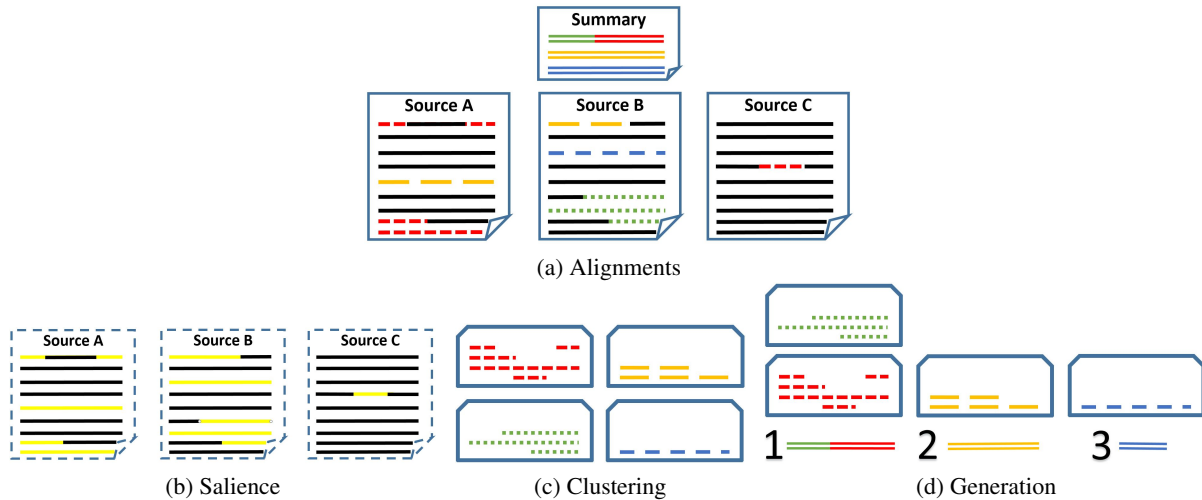 Summary
Source A Source B Source C
(a) Alignments
Source A Source B Source C
1 2 3
(b) Salience (c) Clustering (d) Generation